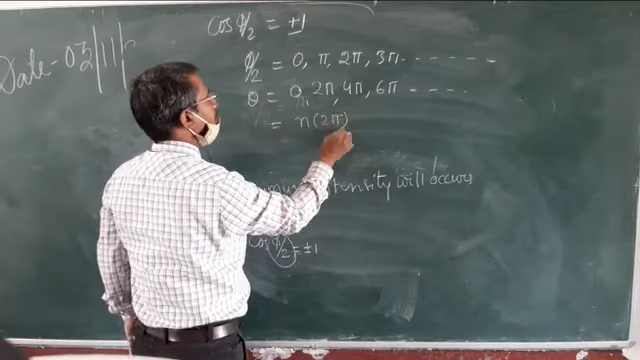 cos φ/2 = ±1
Date - 03/11/
φ/2 = 0, π, 2π, 3π ------
θ = 0, 2π, 4π, 6π ----
= n(2π)
intensity will occurs
cos φ/2 = ±1